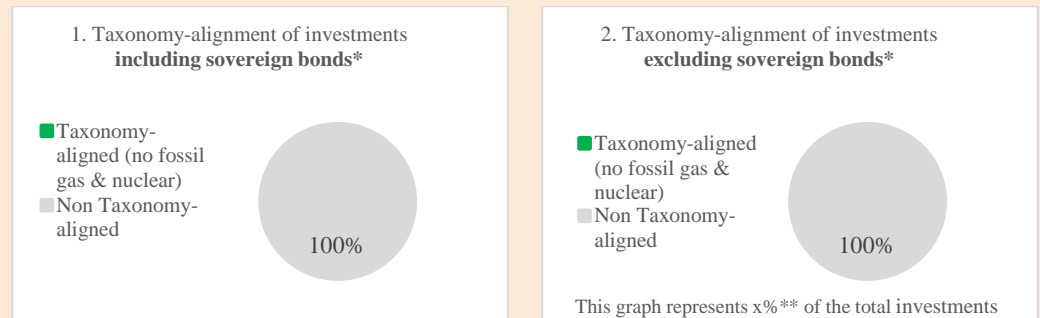 1. Taxonomy-alignment of investments
including sovereign bonds*
Taxonomy-
aligned (no fossil
gas & nuclear)
Non Taxonomy-
aligned
100%
2. Taxonomy-alignment of investments
excluding sovereign bonds*
Taxonomy-aligned
(no fossil gas &
nuclear)
Non Taxonomy-
aligned
100%
This graph represents x%** of the total investments